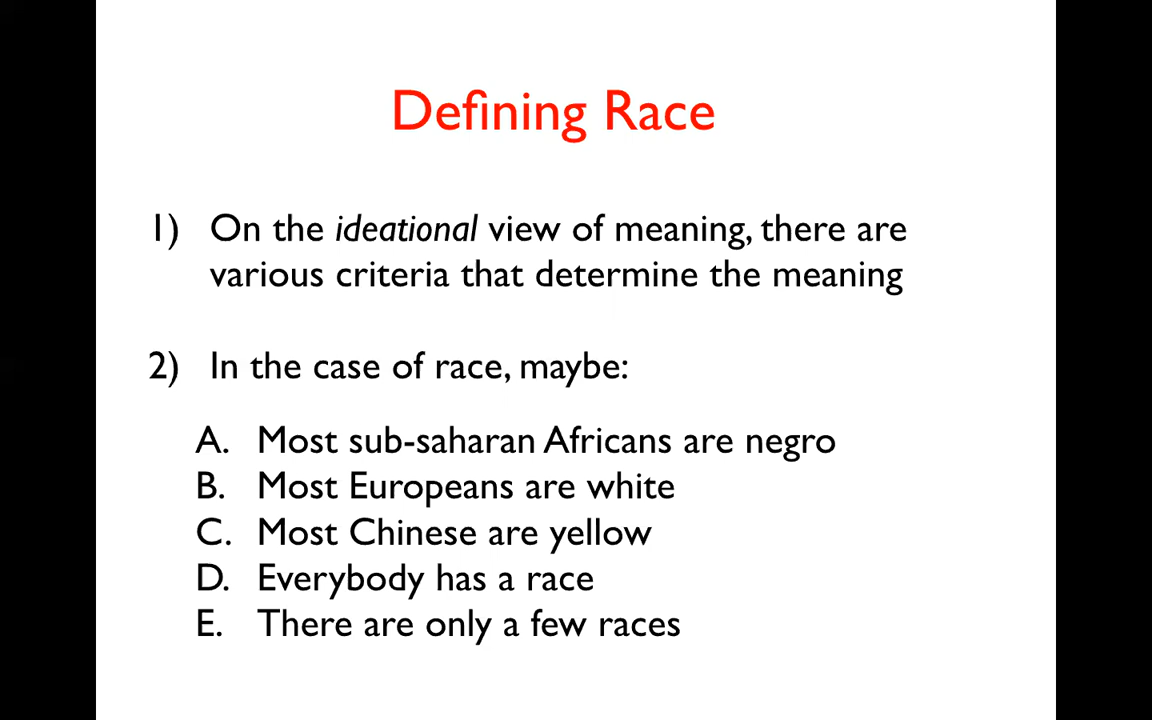 Defining Race
1) On the ideational view of meaning, there are
various criteria that determine the meaning
2) In the case of race, maybe:
A. Most sub-saharan Africans are negro
B. Most Europeans are white
C. Most Chinese are yellow
D. Everybody has a race
E. There are only a few races